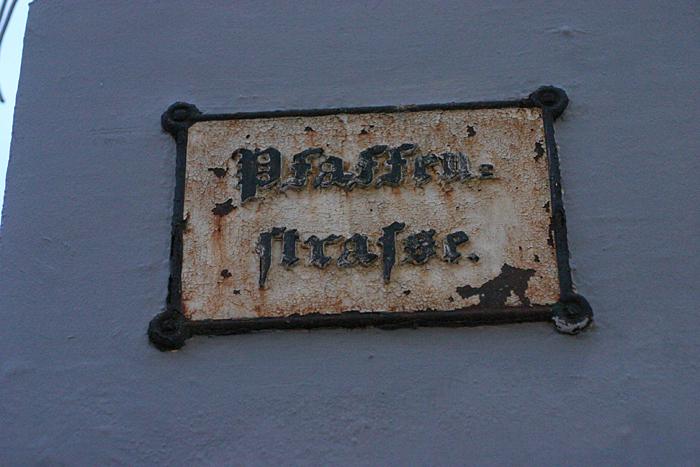 Pfaffen=
straſse.